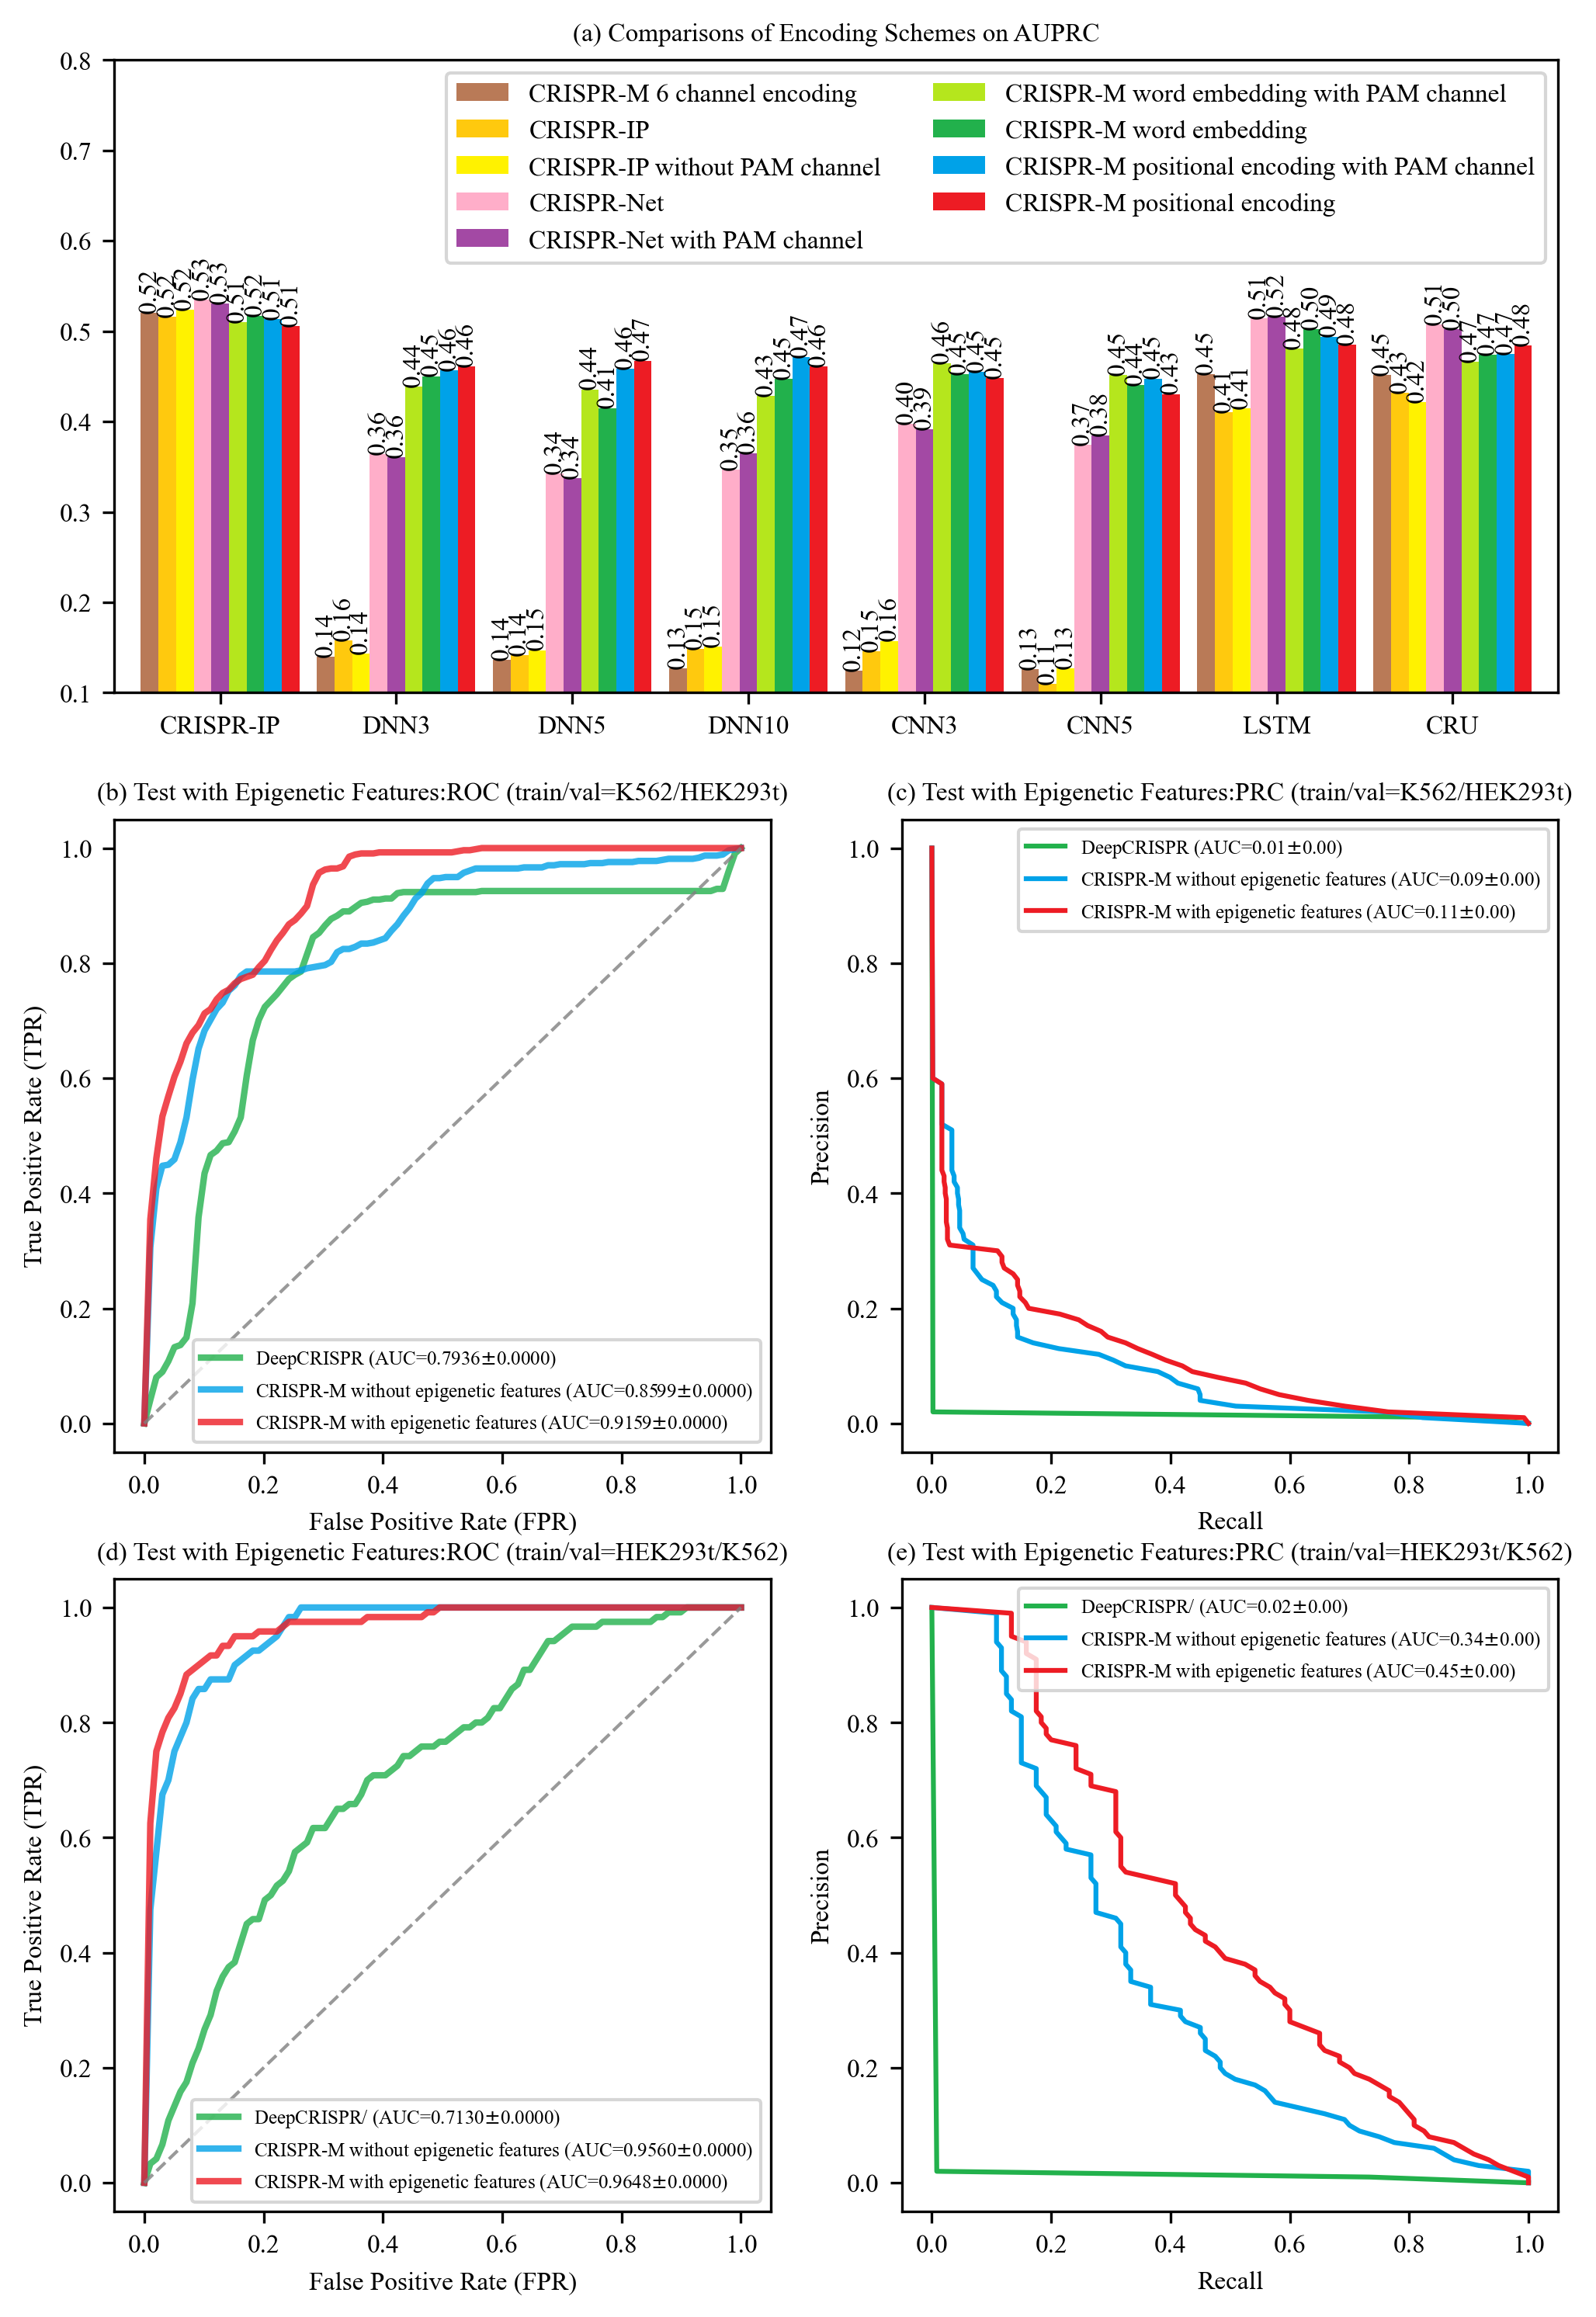 (a) Comparisons of Encoding Schemes on AUPRC
0.8
0.7
0.6
0.5
0.4
0.3
0.2
0.1
CRISPR-M 6 channel encoding
CRISPR-IP
CRISPR-IP without PAM channel
CRISPR-Net
CRISPR-Net with PAM channel
CRISPR-M word embedding with PAM channel
CRISPR-M word embedding
CRISPR-M positional encoding with PAM channel
CRISPR-M positional encoding
0.52 0.52 0.52 0.53 0.53 0.51 0.52 0.51 0.51
0.14 0.16 0.14 0.36 0.36 0.44 0.45 0.46 0.46
0.14 0.14 0.15 0.34 0.34 0.44 0.41 0.46 0.47
0.13 0.15 0.15 0.35 0.36 0.43 0.45 0.47 0.46
0.12 0.15 0.16 0.40 0.39 0.46 0.45 0.45 0.45
0.13 0.11 0.13 0.37 0.38 0.45 0.44 0.45 0.43
0.45 0.41 0.41 0.51 0.52 0.48 0.50 0.49 0.48
0.45 0.43 0.42 0.51 0.50 0.47 0.47 0.47 0.48
CRISPR-IP DNN3 DNN5 DNN10 CNN3 CNN5 LSTM CRU
(b) Test with Epigenetic Features:ROC (train/val=K562/HEK293t)
True Positive Rate (TPR)
1.0
0.8
0.6
0.4
0.2
0.0
DeepCRISPR (AUC=0.7936±0.0000)
CRISPR-M without epigenetic features (AUC=0.8599±0.0000)
CRISPR-M with epigenetic features (AUC=0.9159±0.0000)
0.0 0.2 0.4 0.6 0.8 1.0
False Positive Rate (FPR)
(c) Test with Epigenetic Features:PRC (train/val=K562/HEK293t)
Precision
1.0
0.8
0.6
0.4
0.2
0.0
DeepCRISPR (AUC=0.01±0.00)
CRISPR-M without epigenetic features (AUC=0.09±0.00)
CRISPR-M with epigenetic features (AUC=0.11±0.00)
0.0 0.2 0.4 0.6 0.8 1.0
Recall
(d) Test with Epigenetic Features:ROC (train/val=HEK293t/K562)
True Positive Rate (TPR)
1.0
0.8
0.6
0.4
0.2
0.0
DeepCRISPR/ (AUC=0.7130±0.0000)
CRISPR-M without epigenetic features (AUC=0.9560±0.0000)
CRISPR-M with epigenetic features (AUC=0.9648±0.0000)
0.0 0.2 0.4 0.6 0.8 1.0
False Positive Rate (FPR)
(e) Test with Epigenetic Features:PRC (train/val=HEK293t/K562)
Precision
1.0
0.8
0.6
0.4
0.2
0.0
DeepCRISPR/ (AUC=0.02±0.00)
CRISPR-M without epigenetic features (AUC=0.34±0.00)
CRISPR-M with epigenetic features (AUC=0.45±0.00)
0.0 0.2 0.4 0.6 0.8 1.0
Recall